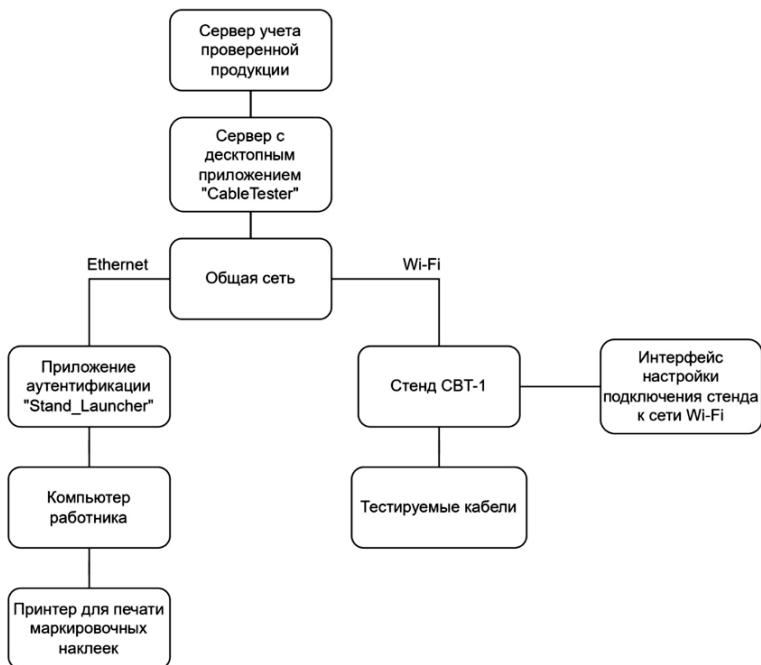 Сервер учета
проверенной
продукции
Сервер с
десктопным
приложением
"CableTester"
Ethernet
Общая сеть
Wi-Fi
Приложение
аутентификации
"Stand_Launcher"
Стенд СВТ-1
Интерфейс
настройки
подключения стенда
к сети Wi-Fi
Компьютер
работника
Тестируемые кабели
Принтер для печати
маркировочных
наклеек